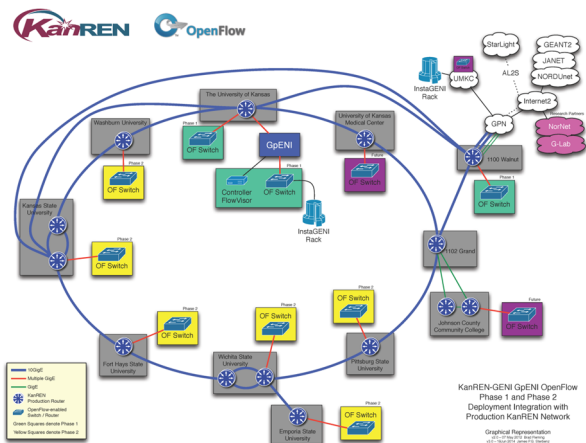 KanREN
OpenFlow
StarLight
GEANT2
JANET
NORDUnet
AL2S
UMKC
InstaGENI
Rack
Internet2
GPN
Research Partners
NorNet
G-Lab
The University of Kansas
Washburn University
University of Kansas
Medical Center
Phase 1
OF Switch
GpENI
Future
OF Switch
1100 Walnut
Phase 1
OF Switch
Phase 2
OF Switch
Phase 1
Controller
FlowVisor
OF Switch
InstaGENI
Rack
Kansas State
University
Phase 2
OF Switch
1102 Grand
Johnson County
Community College
Future
OF Switch
Phase 2
OF Switch
Fort Hays State
University
Phase 2
OF Switch
Wichita State
University
Phase 2
OF Switch
Pittsburg State
University
Phase 2
OF Switch
Emporia State
University
10GigE
Multiple GigE
GigE
KanREN
Production Router
OpenFlow-enabled
Switch / Router
Green Squares denote Phase 1
Yellow Squares denote Phase 2
KanREN-GENI GpENI OpenFlow
Phase 1 and Phase 2
Deployment Integration with
Production KanREN Network
Graphical Representation